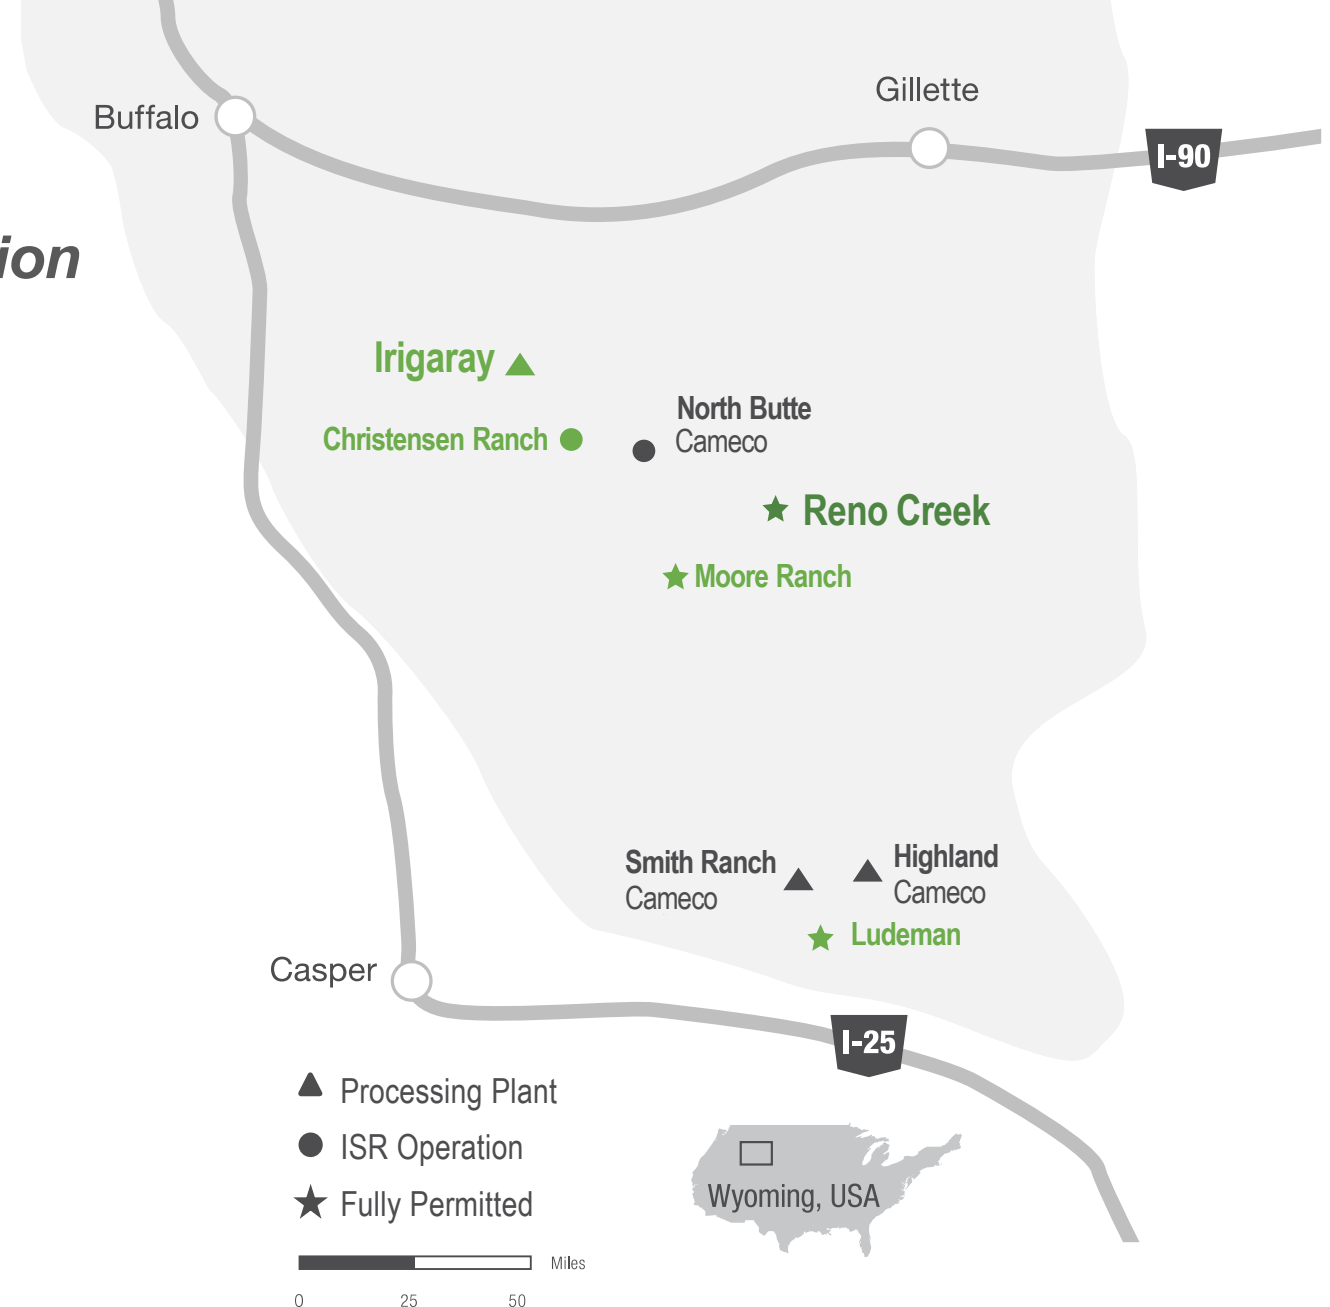 Buffalo
Gillette
I-90
ion
Irigaray
Christensen Ranch
North Butte
Cameco
Reno Creek
Moore Ranch
Smith Ranch
Cameco
Highland
Cameco
Ludeman
Casper
I-25
Processing Plant
ISR Operation
Fully Permitted
Wyoming, USA
Miles
0 25 50